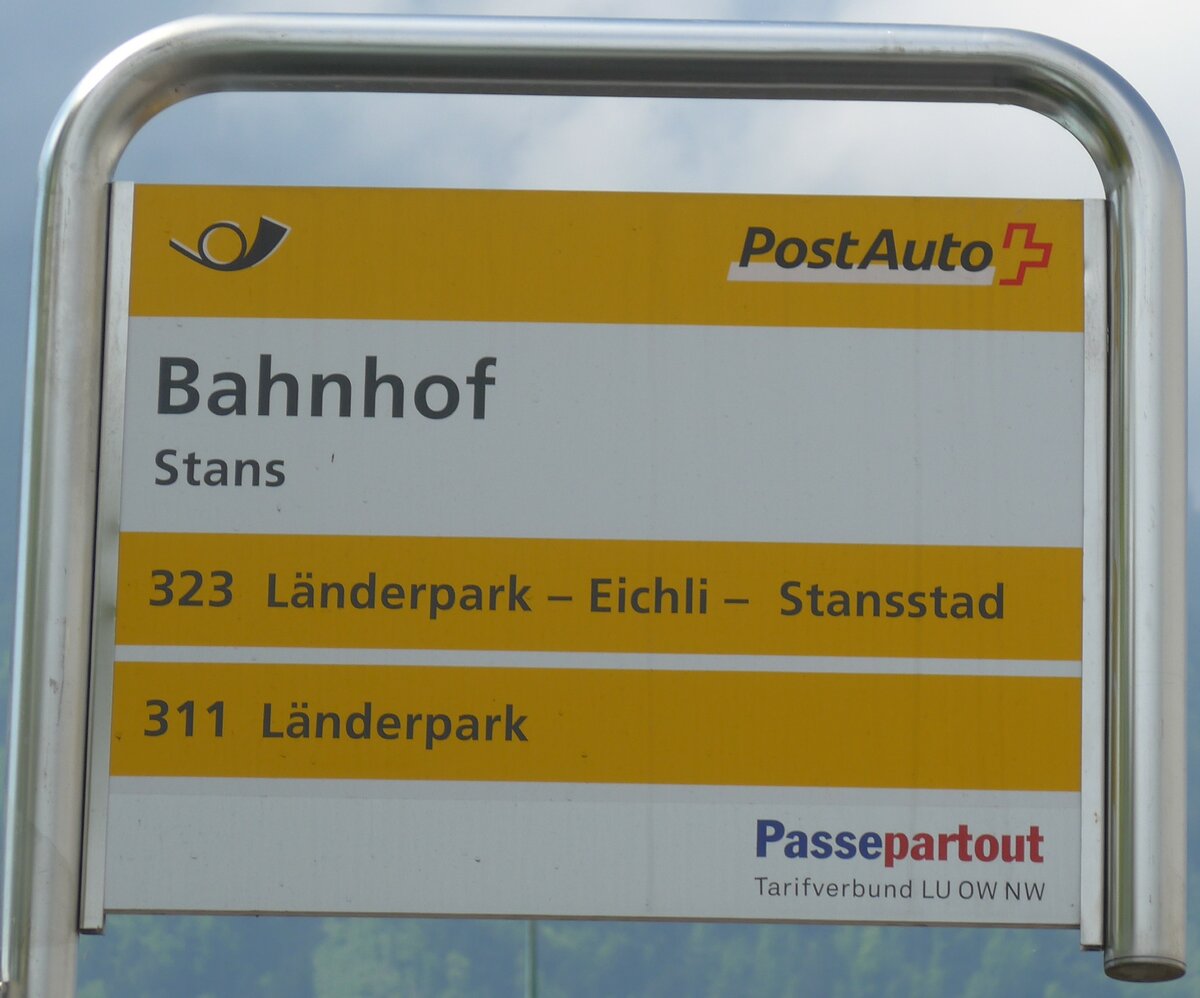 PostAuto
Bahnhof
Stans
323 Länderpark – Eichli – Stansstad
311 Länderpark
Passepartout
Tarifverbund LU OW NW